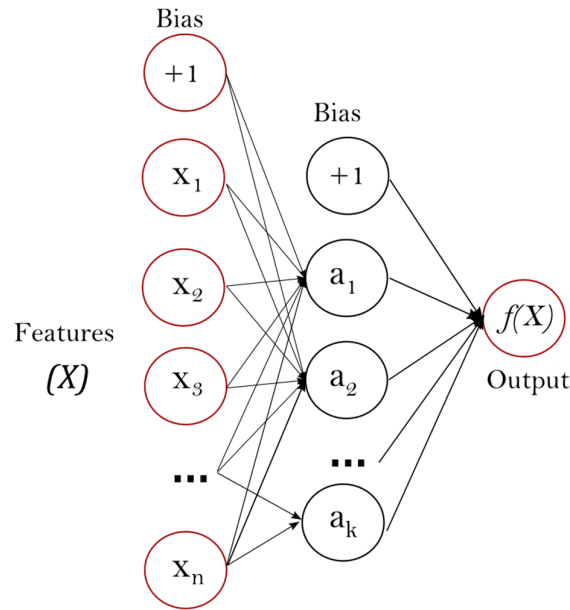 Bias
+1
x1
x2
x3
...
xn
Features
(X)
Bias
+1
a1
a2
...
ak
f(X)
Output